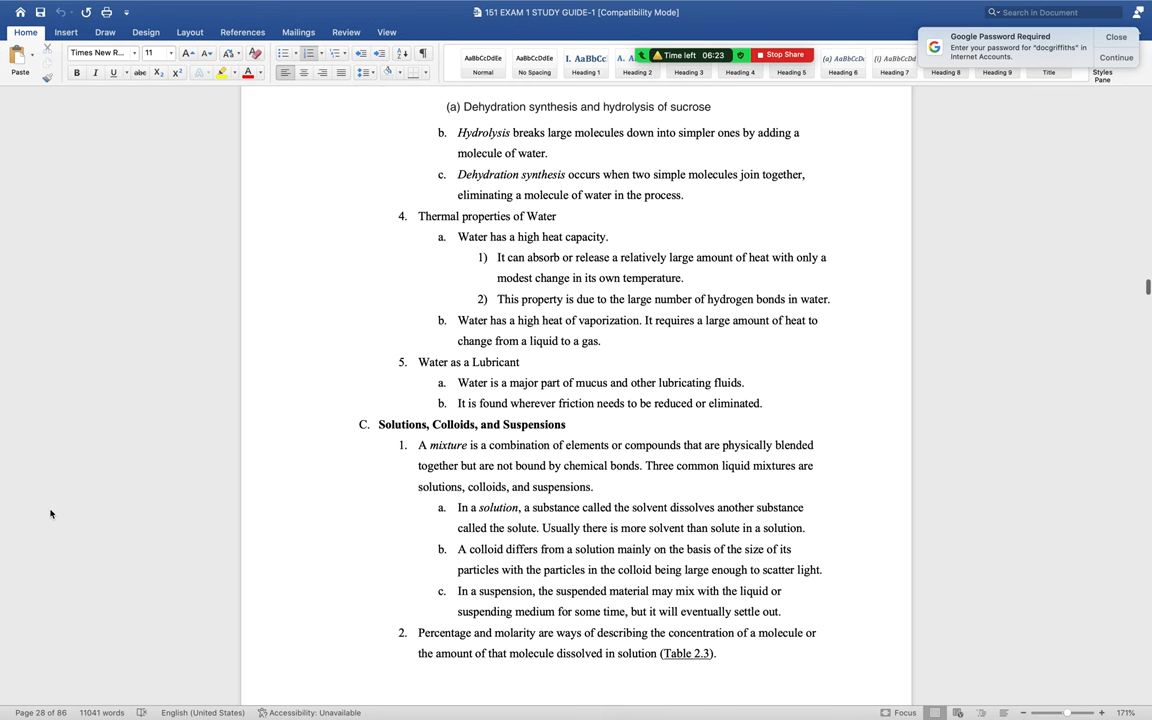 151 EXAM 1 STUDY GUIDE-1 [Compatibility Mode]
Search in Document
Home Insert Draw Design Layout References Mailings Review View
Google Password Required
Enter your password for "docgriffiths" in
Internet Accounts.
Close
Continue
Paste
Times New R... 11
AaBbCcDdEe AaBbCcDdEe I. AaBbCc A. A
Time left 06:23
Stop Share
(a) AaBbCcDc (i) AaBbCcDd
Normal No Spacing Heading 1 Heading 2 Heading 3 Heading 4 Heading 5 Heading 6 Heading 7 Heading 8 Heading 9 Title
Styles
Pane
(a) Dehydration synthesis and hydrolysis of sucrose
b. Hydrolysis breaks large molecules down into simpler ones by adding a
molecule of water.
c. Dehydration synthesis occurs when two simple molecules join together,
eliminating a molecule of water in the process.
4. Thermal properties of Water
a. Water has a high heat capacity.
1) It can absorb or release a relatively large amount of heat with only a
modest change in its own temperature.
2) This property is due to the large number of hydrogen bonds in water.
b. Water has a high heat of vaporization. It requires a large amount of heat to
change from a liquid to a gas.
5. Water as a Lubricant
a. Water is a major part of mucus and other lubricating fluids.
b. It is found wherever friction needs to be reduced or eliminated.
C. Solutions, Colloids, and Suspensions
1. A mixture is a combination of elements or compounds that are physically blended
together but are not bound by chemical bonds. Three common liquid mixtures are
solutions, colloids, and suspensions.
a. In a solution, a substance called the solvent dissolves another substance
called the solute. Usually there is more solvent than solute in a solution.
b. A colloid differs from a solution mainly on the basis of the size of its
particles with the particles in the colloid being large enough to scatter light.
c. In a suspension, the suspended material may mix with the liquid or
suspending medium for some time, but it will eventually settle out.
2. Percentage and molarity are ways of describing the concentration of a molecule or
the amount of that molecule dissolved in solution (Table 2.3).
Page 28 of 86 11041 words English (United States) Accessibility: Unavailable Focus 171%